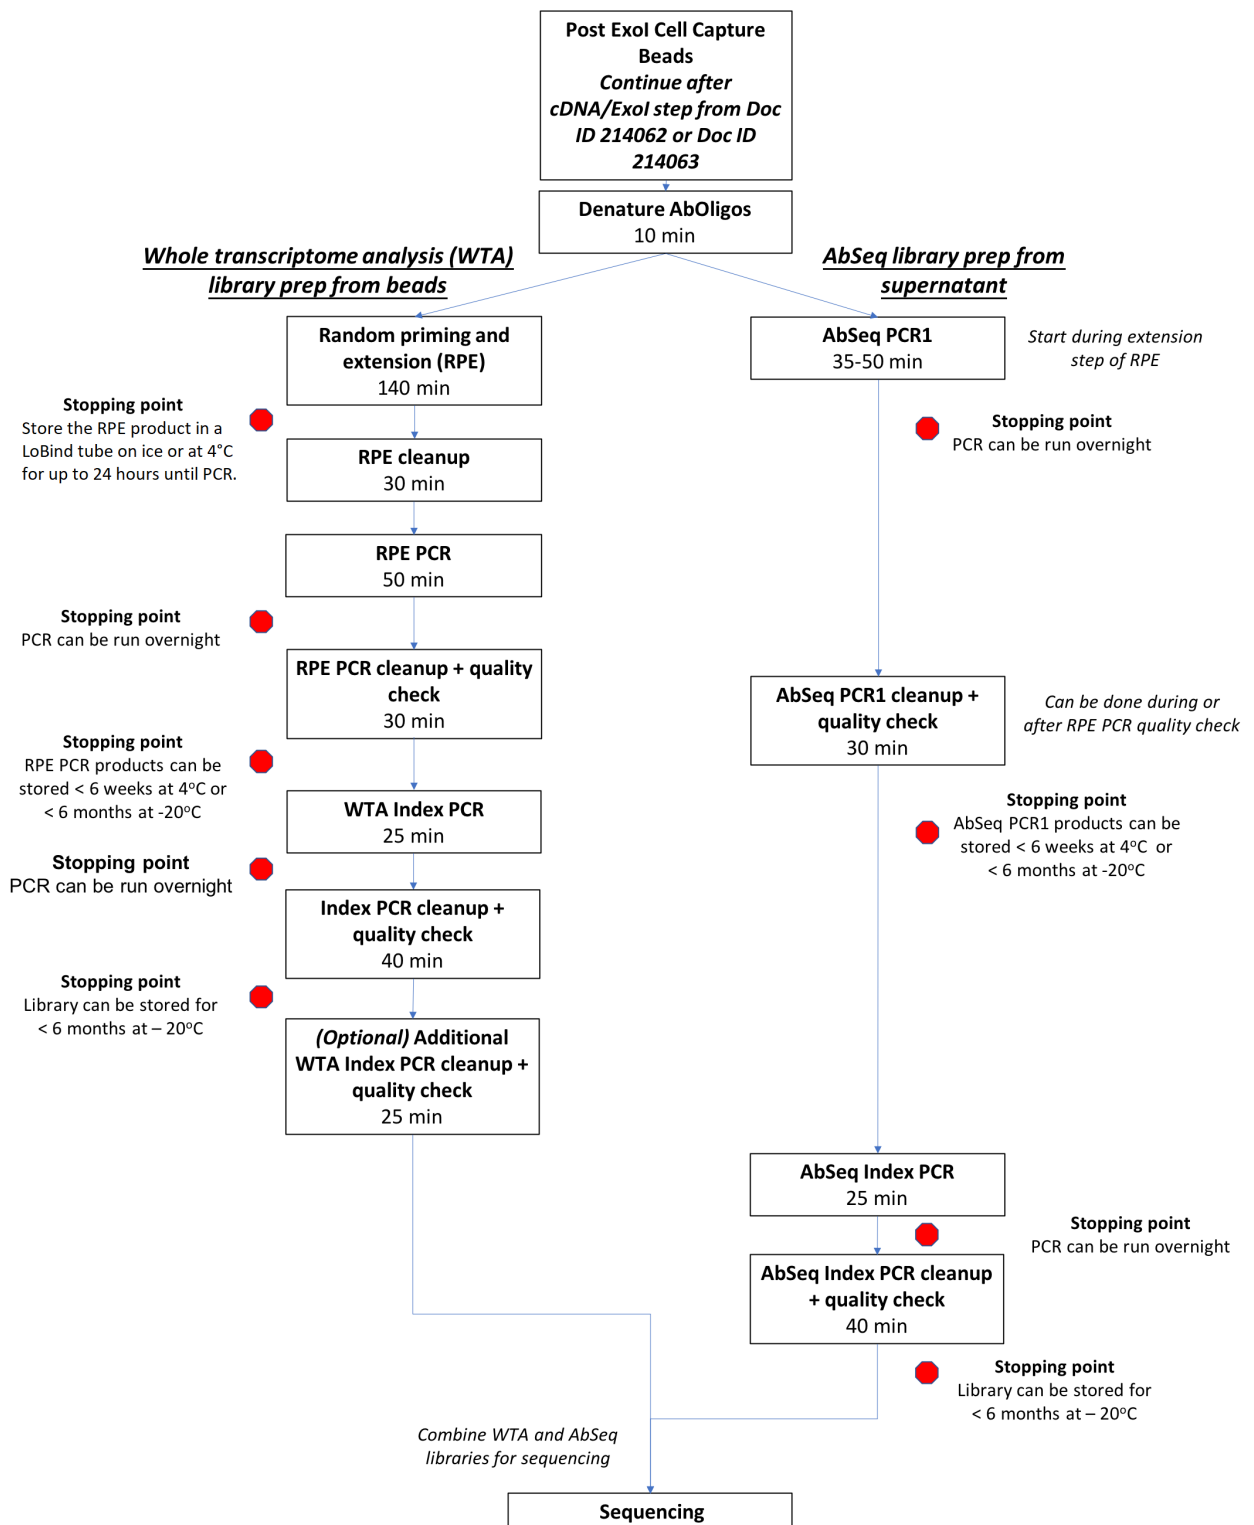 Post ExoI Cell Capture
Beads
Continue after
cDNA/ExoI step from Doc
ID 214062 or Doc ID
214063
Denature AbOligos
10 min
Whole transcriptome analysis (WTA)
library prep from beads
AbSeq library prep from
supernatant
Random priming and
extension (RPE)
140 min
AbSeq PCR1
35-50 min
Start during extension
step of RPE
Stopping point
Store the RPE product in a
LoBind tube on ice or at 4°C
for up to 24 hours until PCR.
Stopping point
PCR can be run overnight
RPE cleanup
30 min
RPE PCR
50 min
Stopping point
PCR can be run overnight
RPE PCR cleanup + quality
check
30 min
AbSeq PCR1 cleanup +
quality check
30 min
Can be done during or
after RPE PCR quality check
Stopping point
RPE PCR products can be
stored < 6 weeks at 4°C or
< 6 months at -20°C
Stopping point
AbSeq PCR1 products can be
stored < 6 weeks at 4°C or
< 6 months at -20°C
WTA Index PCR
25 min
Stopping point
PCR can be run overnight
Index PCR cleanup +
quality check
40 min
Stopping point
Library can be stored for
< 6 months at – 20°C
(Optional) Additional
WTA Index PCR cleanup +
quality check
25 min
AbSeq Index PCR
25 min
Stopping point
PCR can be run overnight
AbSeq Index PCR cleanup
+ quality check
40 min
Stopping point
Library can be stored for
< 6 months at – 20°C
Combine WTA and AbSeq
libraries for sequencing
Sequencing